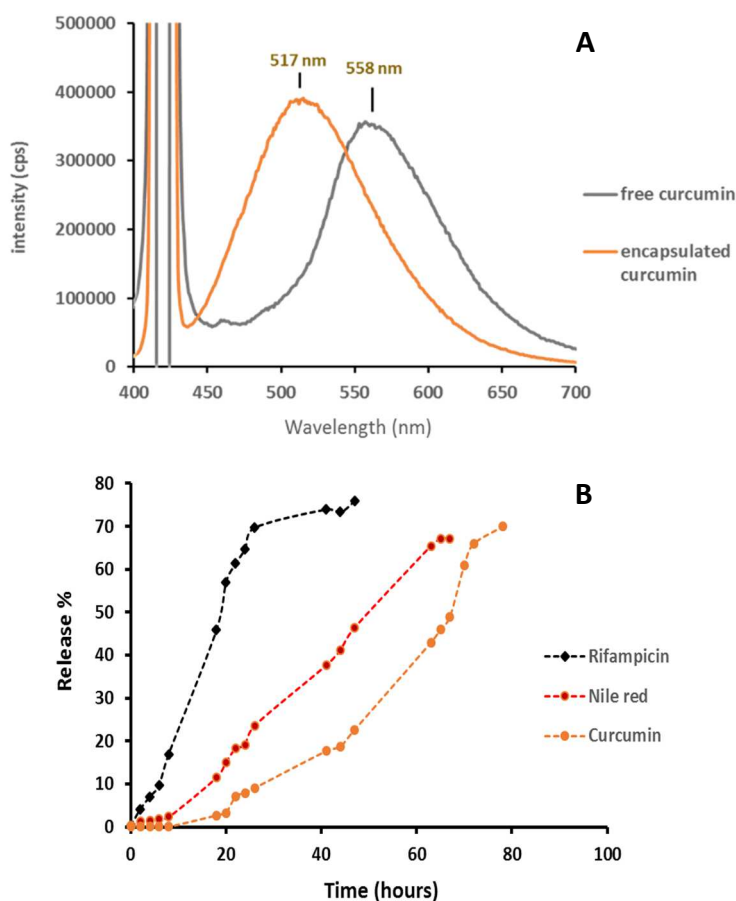 A
500000
400000
300000
200000
100000
0
intensity (cps)
517 nm
558 nm
free curcumin
encapsulated
curcumin
400 450 500 550 600 650 700
Wavelength (nm)
B
80
70
60
50
40
30
20
10
0
Release %
Rifampicin
Nile red
Curcumin
0 20 40 60 80 100
Time (hours)